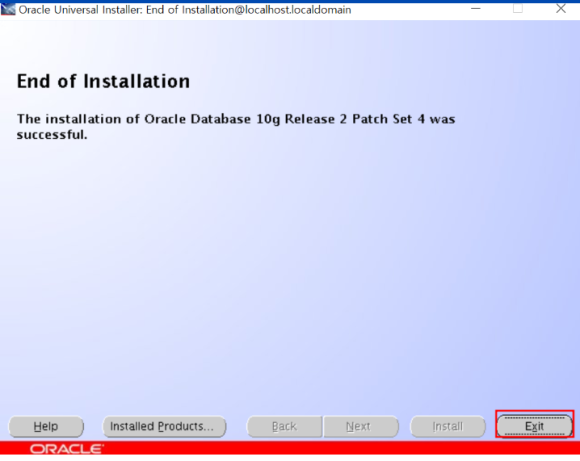 Oracle Universal Installer: End of Installation@localhost.localdomain
End of Installation
The installation of Oracle Database 10g Release 2 Patch Set 4 was
successful.
Help Installed Products... Back Next Install Exit
ORACLE